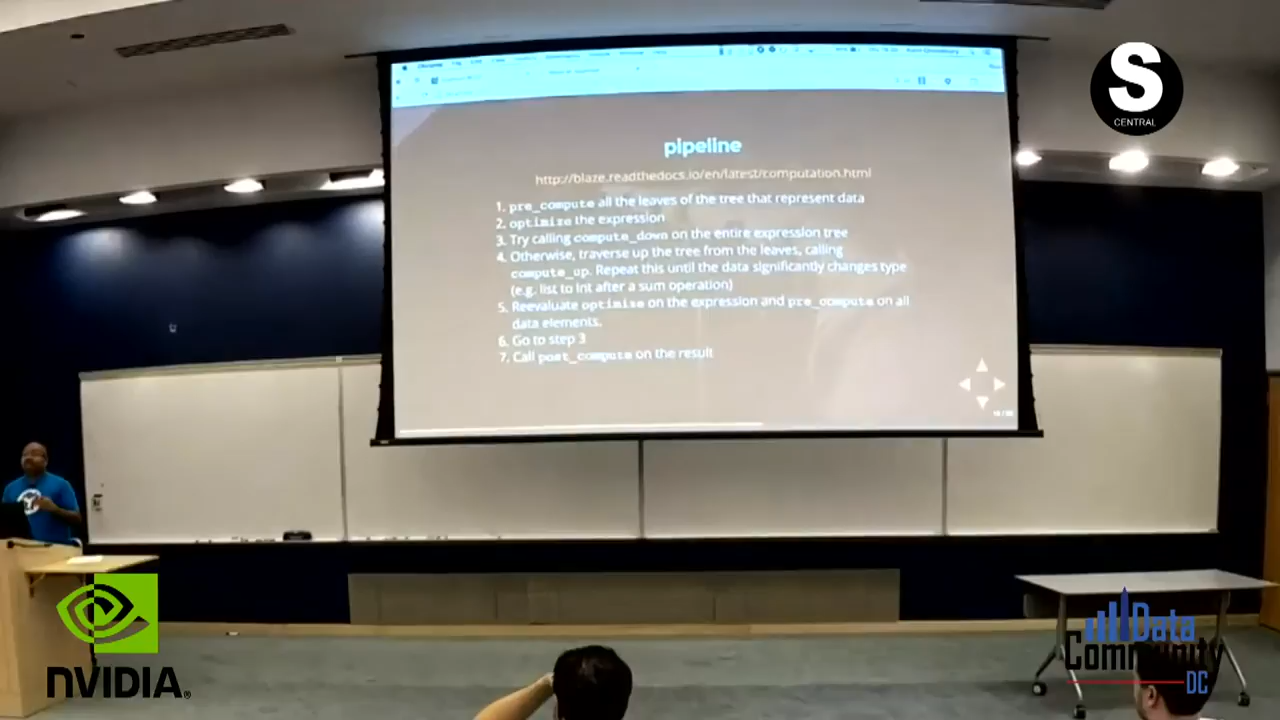 S
CENTRAL
Chrome
pipeline
http://blaze.readthedocs.io/en/latest/computation.html
1. pre_compute all the leaves of the tree that represent data
2. optimize the expression
3. Try calling compute_down on the entire expression tree
4. Otherwise, traverse up the tree from the leaves, calling
compute_up. Repeat this until the data significantly changes type
(e.g. list to int after a sum operation)
5. Reevaluate optimize on the expression and pre_compute on all
data elements.
6. Go to step 3
7. Call post_compute on the result
NVIDIA.
Data
Community
DC